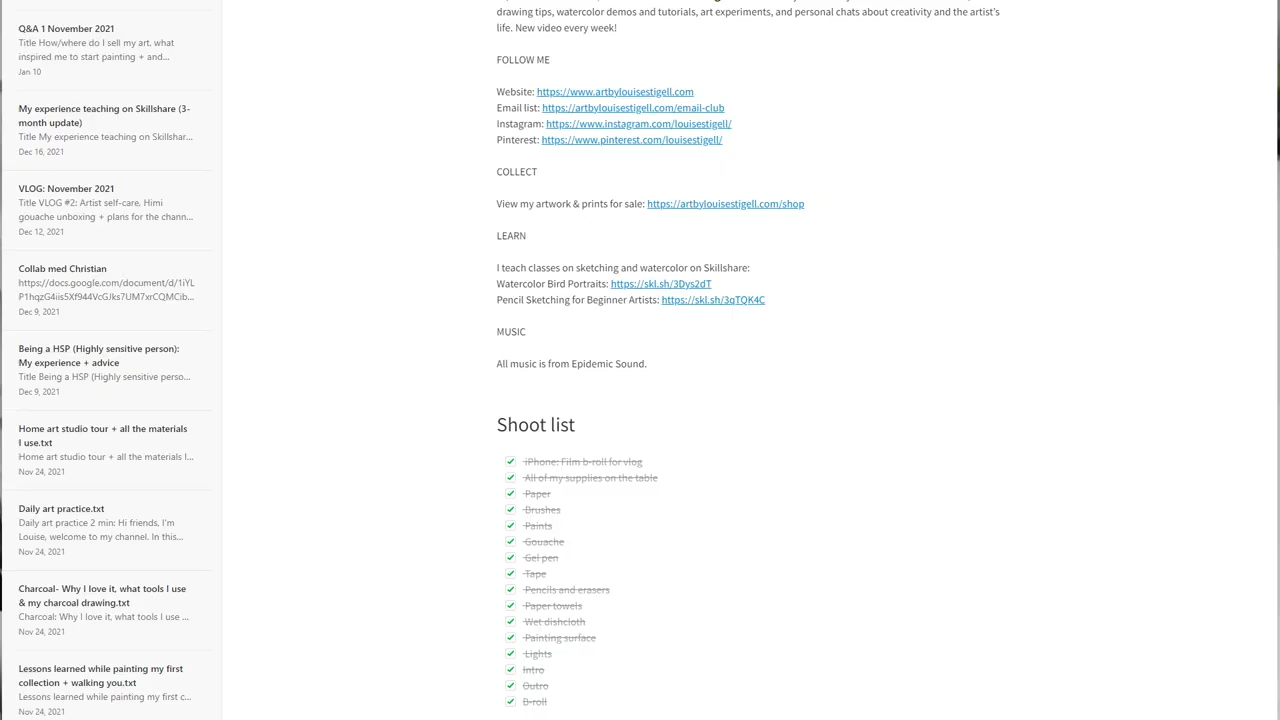 Q&A 1 November 2021
Title How/where do I sell my art, what
inspired me to start painting + and...
Jan 10
My experience teaching on Skillshare (3-
month update)
Title My experience teaching on Skillshar...
Dec 16, 2021
VLOG: November 2021
Title VLOG #2: Artist self-care, Himi
gouache unboxing + plans for the chann...
Dec 12, 2021
Collab med Christian
https://docs.google.com/document/d/1iYL
P1hqzG4iis5Xf944VcGJks7UM7xrCQMCib...
Dec 9, 2021
Being a HSP (Highly sensitive person):
My experience + advice
Title Being a HSP (Highly sensitive perso...
Dec 9, 2021
Home art studio tour + all the materials
I use.txt
Home art studio tour + all the materials I...
Nov 24, 2021
Daily art practice.txt
Daily art practice 2 min: Hi friends, I'm
Louise, welcome to my channel. In this...
Nov 24, 2021
Charcoal- Why I love it, what tools I use
& my charcoal drawing.txt
Charcoal: Why I love it, what tools I use ...
Nov 24, 2021
Lessons learned while painting my first
collection + walking you.txt
Lessons learned while painting my first c...
Nov 24, 2021
drawing tips, watercolor demos and tutorials, art experiments, and personal chats about creativity and the artist's
life. New video every week!
FOLLOW ME
Website: https://www.artbylouisestigell.com
Email list: https://artbylouisestigell.com/email-club
Instagram: https://www.instagram.com/louisestigell/
Pinterest: https://www.pinterest.com/louisestigell/
COLLECT
View my artwork & prints for sale: https://artbylouisestigell.com/shop
LEARN
I teach classes on sketching and watercolor on Skillshare:
Watercolor Bird Portraits: https://skl.sh/3Dys2dT
Pencil Sketching for Beginner Artists: https://skl.sh/3qTQK4C
MUSIC
All music is from Epidemic Sound.
Shoot list
iPhone: Film b-roll for vlog
All of my supplies on the table
Paper
Brushes
Paints
Gouache
Gel pen
Tape
Pencils and erasers
Paper towels
Wet dishcloth
Painting surface
Lights
Intro
Outro
B-roll